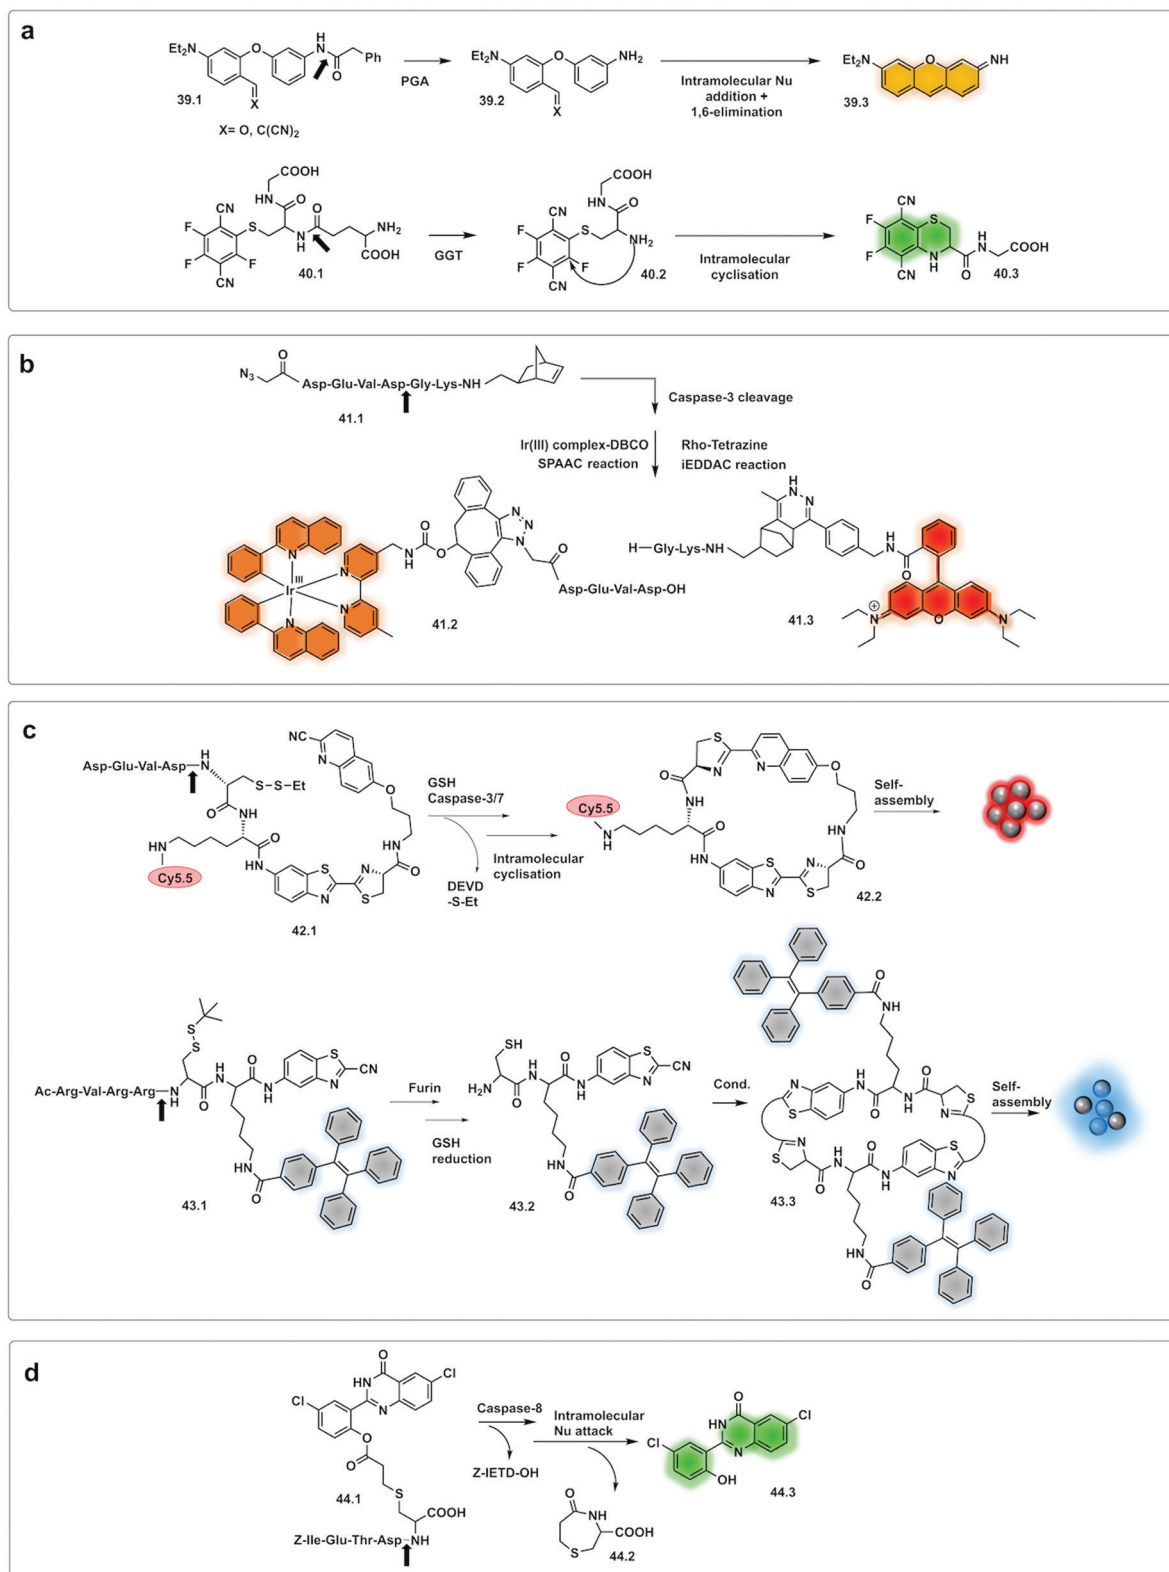 a
Et₂N
O
H
N
O
Ph
X
39.1
X= O, C(CN)₂
PGA
Et₂N
O
NH₂
X
39.2
Intramolecular Nu
addition +
1,6-elimination
Et₂N
O
NH
39.3
COOH
HN
O
O
CN
S
N
H
NH₂
COOH
F
F
F
CN
40.1
GGT
COOH
HN
O
CN
S
NH₂
F
F
F
CN
40.2
Intramolecular
cyclisation
CN
F
S
F
N
H
CN
O
H
N
COOH
40.3
b
N₃
O
Asp-Glu-Val-Asp-Gly-Lys-NH
41.1
Caspase-3 cleavage
Ir(III) complex-DBCO
SPAAC reaction
Rho-Tetrazine
iEDDAC reaction
N
N
N
N
Ir
III
N
H
O
O
N
N
N
O
Asp-Glu-Val-Asp-OH
41.2
H
N
N
H-Gly-Lys-NH
NH
O
N
⊕
O
N
41.3
c
Asp-Glu-Val-Asp
H
N
S-S-Et
O
NH
O
HN
Cy5.5
NH
S
N
N
S
O
HN
O
N
NC
42.1
GSH
Caspase-3/7
DEVD
-S-Et
Intramolecular
cyclisation
S
N
N
O
O
NH
Cy5.5
N
H
O
NH
S
N
N
S
O
NH
42.2
Self-
assembly
S
S
Ac-Arg-Val-Arg-Arg
N
H
O
H
N
O
N
H
S
N
CN
HN
O
43.1
Furin
GSH
reduction
SH
H₂N
O
H
N
O
N
H
S
N
CN
HN
O
43.2
Cond.
O
NH
N
S
H
N
O
N
H
O
S
N
N
S
O
H
N
O
N
H
S
N
NH
O
43.3
Self-
assembly
d
O
HN
N
Cl
Cl
O
O
S
COOH
Z-Ile-Glu-Thr-Asp-NH
44.1
Caspase-8
Z-IETD-OH
Intramolecular
Nu attack
O
NH
COOH
S
44.2
O
HN
N
Cl
Cl
OH
44.3